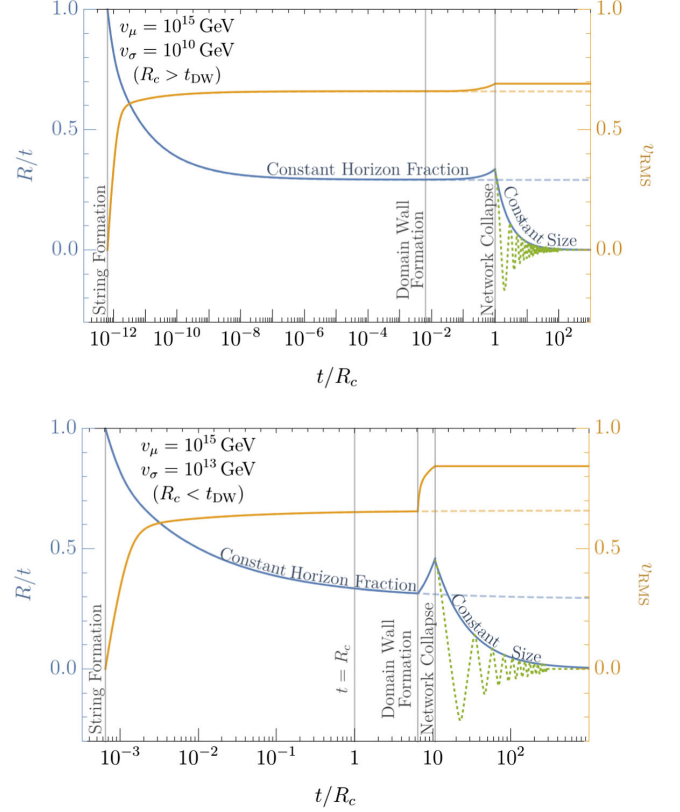 1.0
0.5
0.0
R/t
v_μ = 10^15 GeV
v_σ = 10^10 GeV
(R_c > t_DW)
String Formation
Constant Horizon Fraction
Domain Wall
Formation
Network Collapse
Constant Size
1.0
0.5
0.0
v_RMS
10^−12 10^−10 10^−8 10^−6 10^−4 10^−2 1 10^2
t/R_c
1.0
0.5
0.0
R/t
v_μ = 10^15 GeV
v_σ = 10^13 GeV
(R_c < t_DW)
String Formation
Constant Horizon Fraction
t = R_c
Domain Wall
Formation
Network Collapse
Constant Size
1.0
0.5
0.0
v_RMS
10^−3 10^−2 10^−1 1 10 10^2
t/R_c